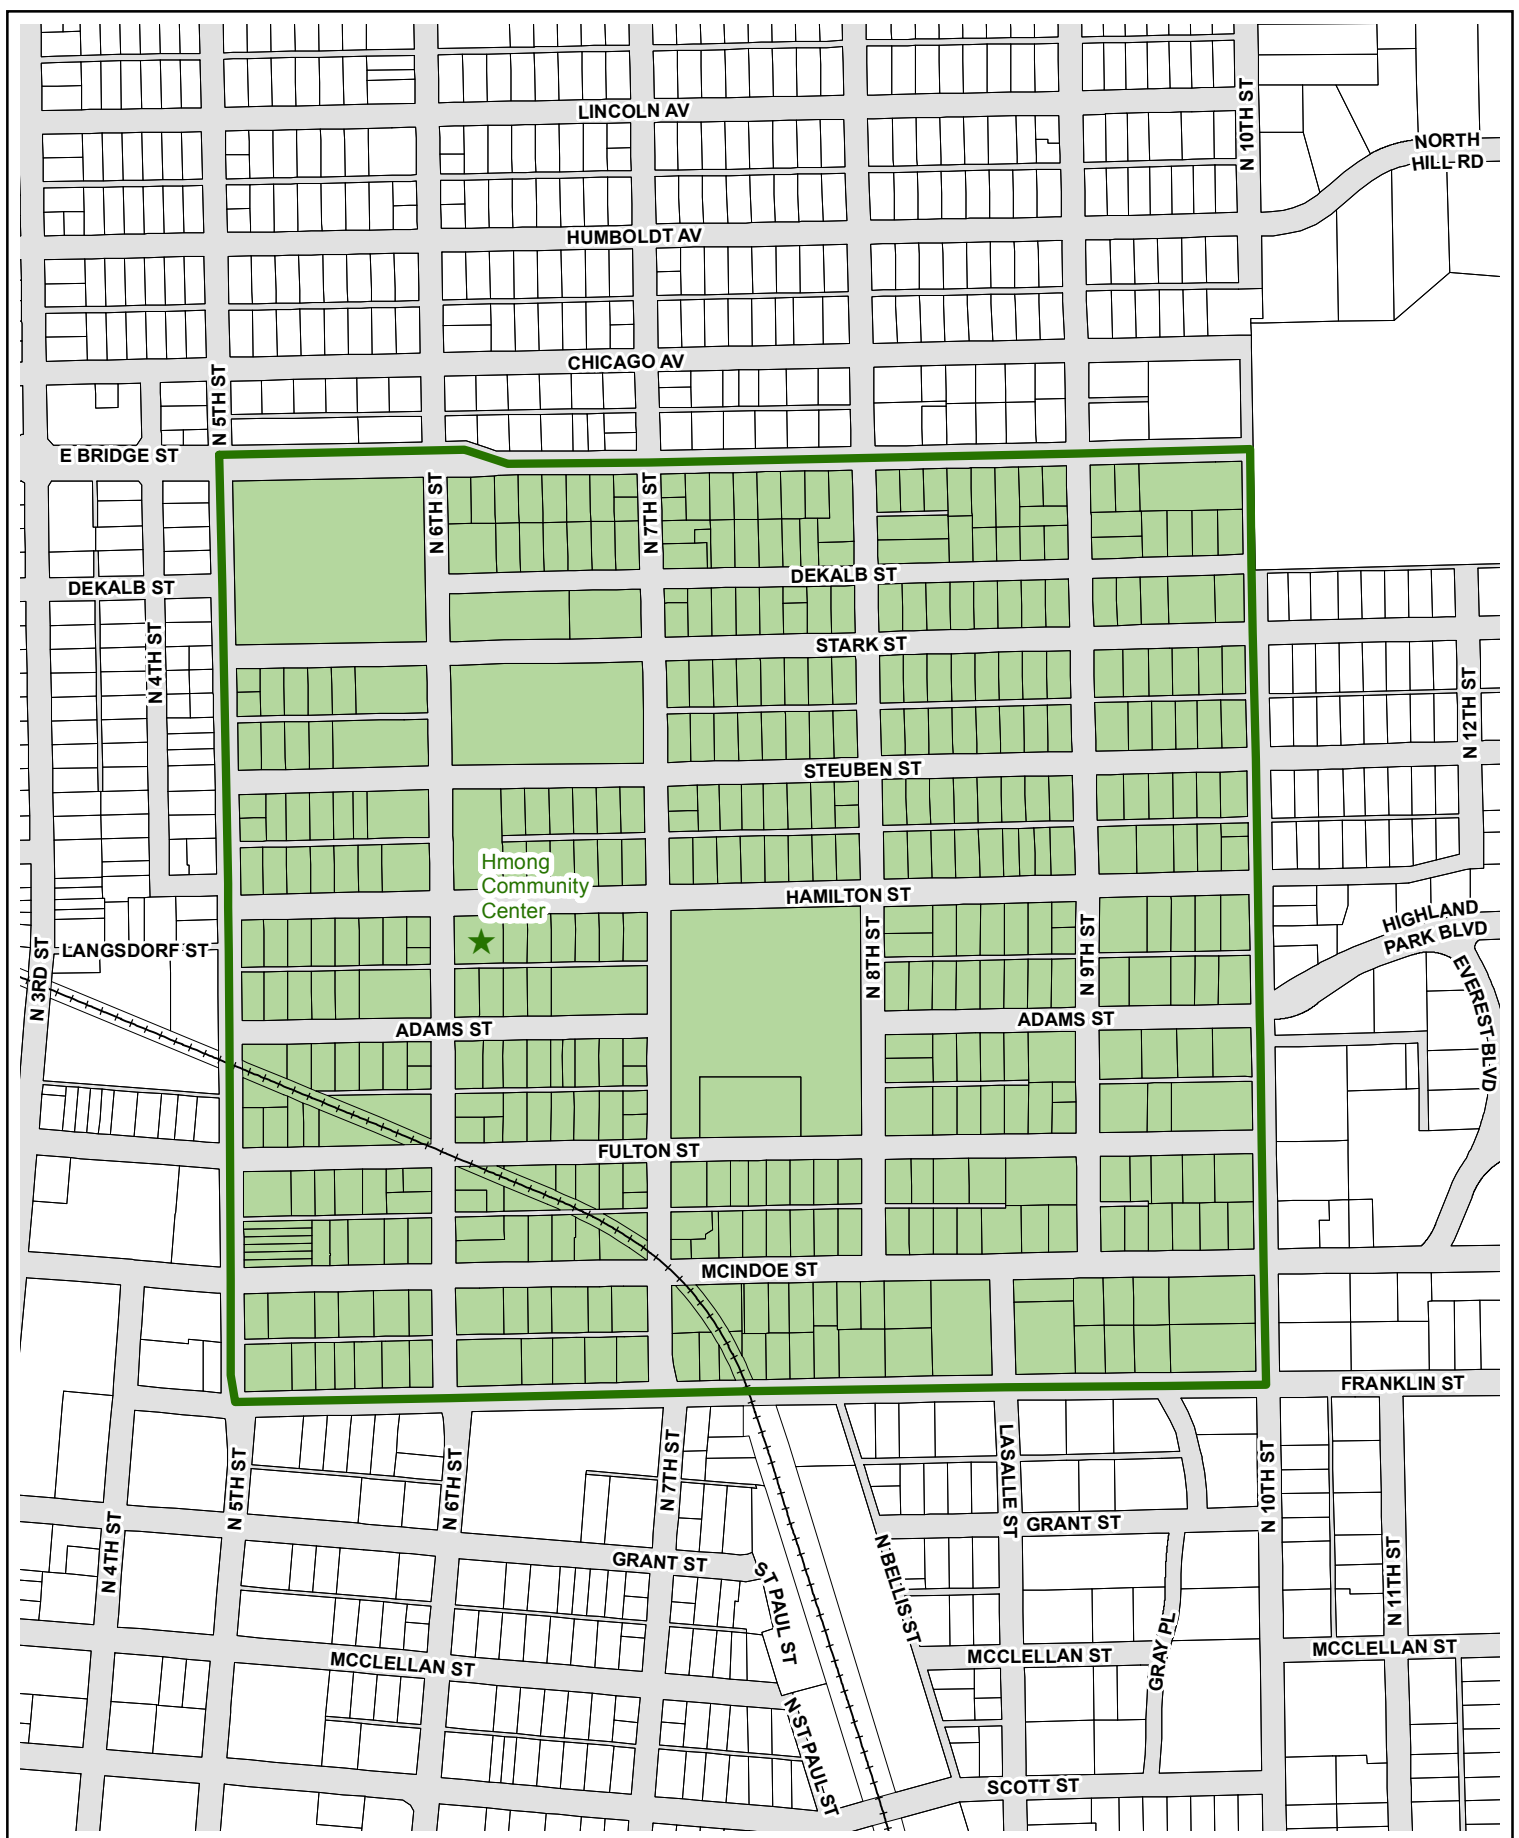 LINCOLN AV
N 10TH ST
NORTH
HILL RD
HUMBOLDT AV
CHICAGO AV
N 5TH ST
E BRIDGE ST
N 6TH ST
N 7TH ST
DEKALB ST
DEKALB ST
N 4TH ST
STARK ST
N 12TH ST
STEUBEN ST
Hmong
Community
Center
HAMILTON ST
HIGHLAND
PARK BLVD
N 3RD ST
LANGSDORF ST
N 8TH ST
N 9TH ST
EVEREST BLVD
ADAMS ST
ADAMS ST
FULTON ST
MCINDOE ST
FRANKLIN ST
N 5TH ST
N 6TH ST
N 7TH ST
LASALLE ST
N 10TH ST
N 4TH ST
GRANT ST
GRANT ST
ST PAUL ST
N BELLIS ST
N 11TH ST
GRAY PL
MCCLELLAN ST
MCCLELLAN ST
MCCLELLAN ST
N ST PAUL ST
SCOTT ST